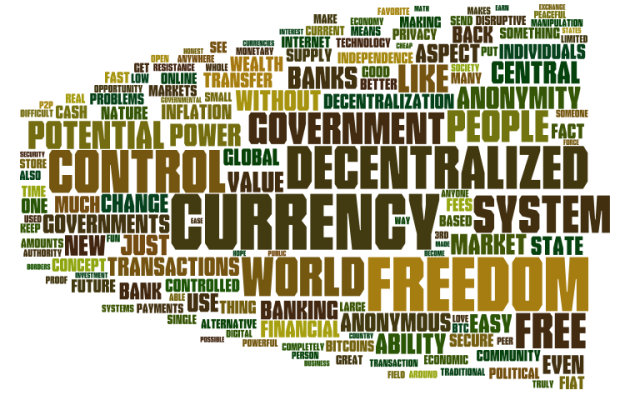 EXCHANGE
FAVORITE MATH MAKES EARN PEACEFUL
MAKE ECONOMY MAKING SEND DISRUPTIVE MANIPULATION
INTEREST CURRENT MEANS PRIVACY BACK SOMETHING STATES
HONEST SEE CURRENCIES INTERNET TECHNOLOGY CHEAP LIMITED
OPEN ANYWHERE MONETARY SUPPLY INDEPENDENCE ASPECT PUT INDIVIDUALS
GET RESISTANCE WHOLE WEALTH BANKS GOOD LIKE SOCIETY CENTRAL
FAST LOW ONLINE TRANSFER BETTER MANY
OPPORTUNITY MARKETS WITHOUT DECENTRALIZATION ANONYMITY
REAL PROBLEMS GOVERNMENTAL SMALL
P2P CASH NATURE INFLATION SOMEONE
DIFFICULT POTENTIAL POWER GOVERNMENT PEOPLE FACT
FORCE
SECURITY CONTROL GLOBAL DECENTRALIZED
STORE
ALSO VALUE
TIME ANYONE
ONE MUCH CHANGE CURRENCY FEES SYSTEM
USED EASE WAY BASED
KEEP GOVERNMENTS 3RD
AMOUNTS NEW FUN JUST MADE MARKET STATE
AUTHORITY HOPE PUBLIC BECOME
BORDERS CONCEPT TRANSACTIONS WORLD FREEDOM
INVESTMENT
PROOF FUTURE BANK CONTROLLED
ABLE
SYSTEMS PAYMENTS USE THING BANKING LARGE
SINGLE ALTERNATIVE FINANCIAL ANONYMOUS LOVE EASY FREE
DIGITAL COUNTRY BTC
POSSIBLE POWERFUL COMPLETELY BITCOINS ABILITY SECURE PEER
PERSON GREAT ECONOMIC COMMUNITY EVEN
BUSINESS TRANSACTION
FIELD AROUND TRADITIONAL POLITICAL
TRULY FIAT